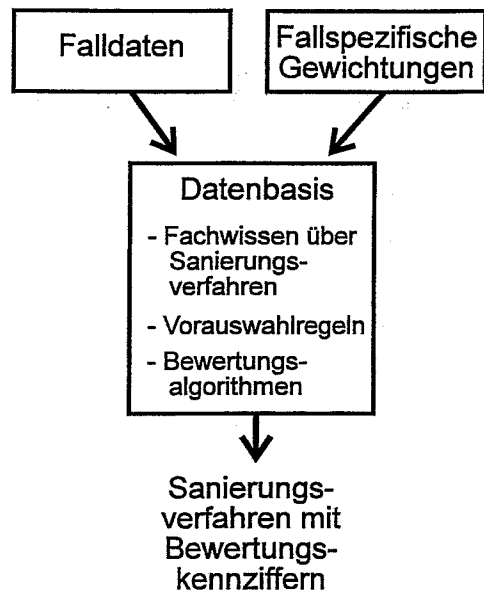 Falldaten
Fallspezifische
Gewichtungen
Datenbasis
- Fachwissen über
Sanierungs-
verfahren
- Vorauswahlregeln
- Bewertungs-
algorithmen
Sanierungs-
verfahren mit
Bewertungs-
kennziffern